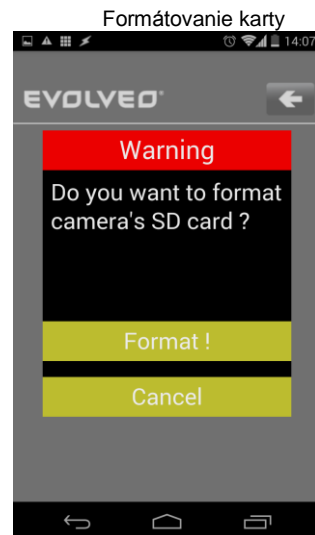 Formátovanie karty
14:07
EVOLVEO
Warning
Do you want to format
camera's SD card ?
Format !
Cancel